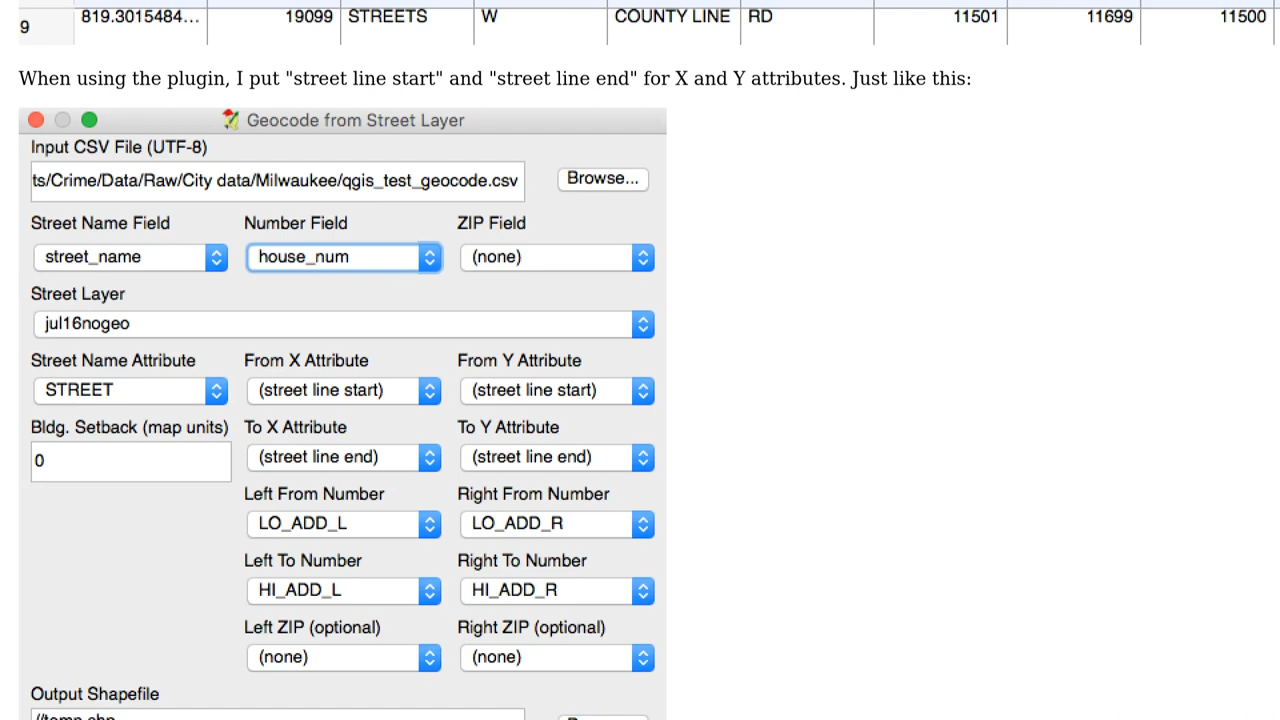 9 819.3015484... 19099 STREETS W COUNTY LINE RD 11501 11699 11500
When using the plugin, I put "street line start" and "street line end" for X and Y attributes. Just like this:
Geocode from Street Layer
Input CSV File (UTF-8)
ts/Crime/Data/Raw/City data/Milwaukee/qgis_test_geocode.csv Browse...
Street Name Field Number Field ZIP Field
street_name house_num (none)
Street Layer
jul16nogeo
Street Name Attribute From X Attribute From Y Attribute
STREET (street line start) (street line start)
Bldg. Setback (map units) To X Attribute To Y Attribute
0 (street line end) (street line end)
Left From Number Right From Number
LO_ADD_L LO_ADD_R
Left To Number Right To Number
HI_ADD_L HI_ADD_R
Left ZIP (optional) Right ZIP (optional)
(none) (none)
Output Shapefile